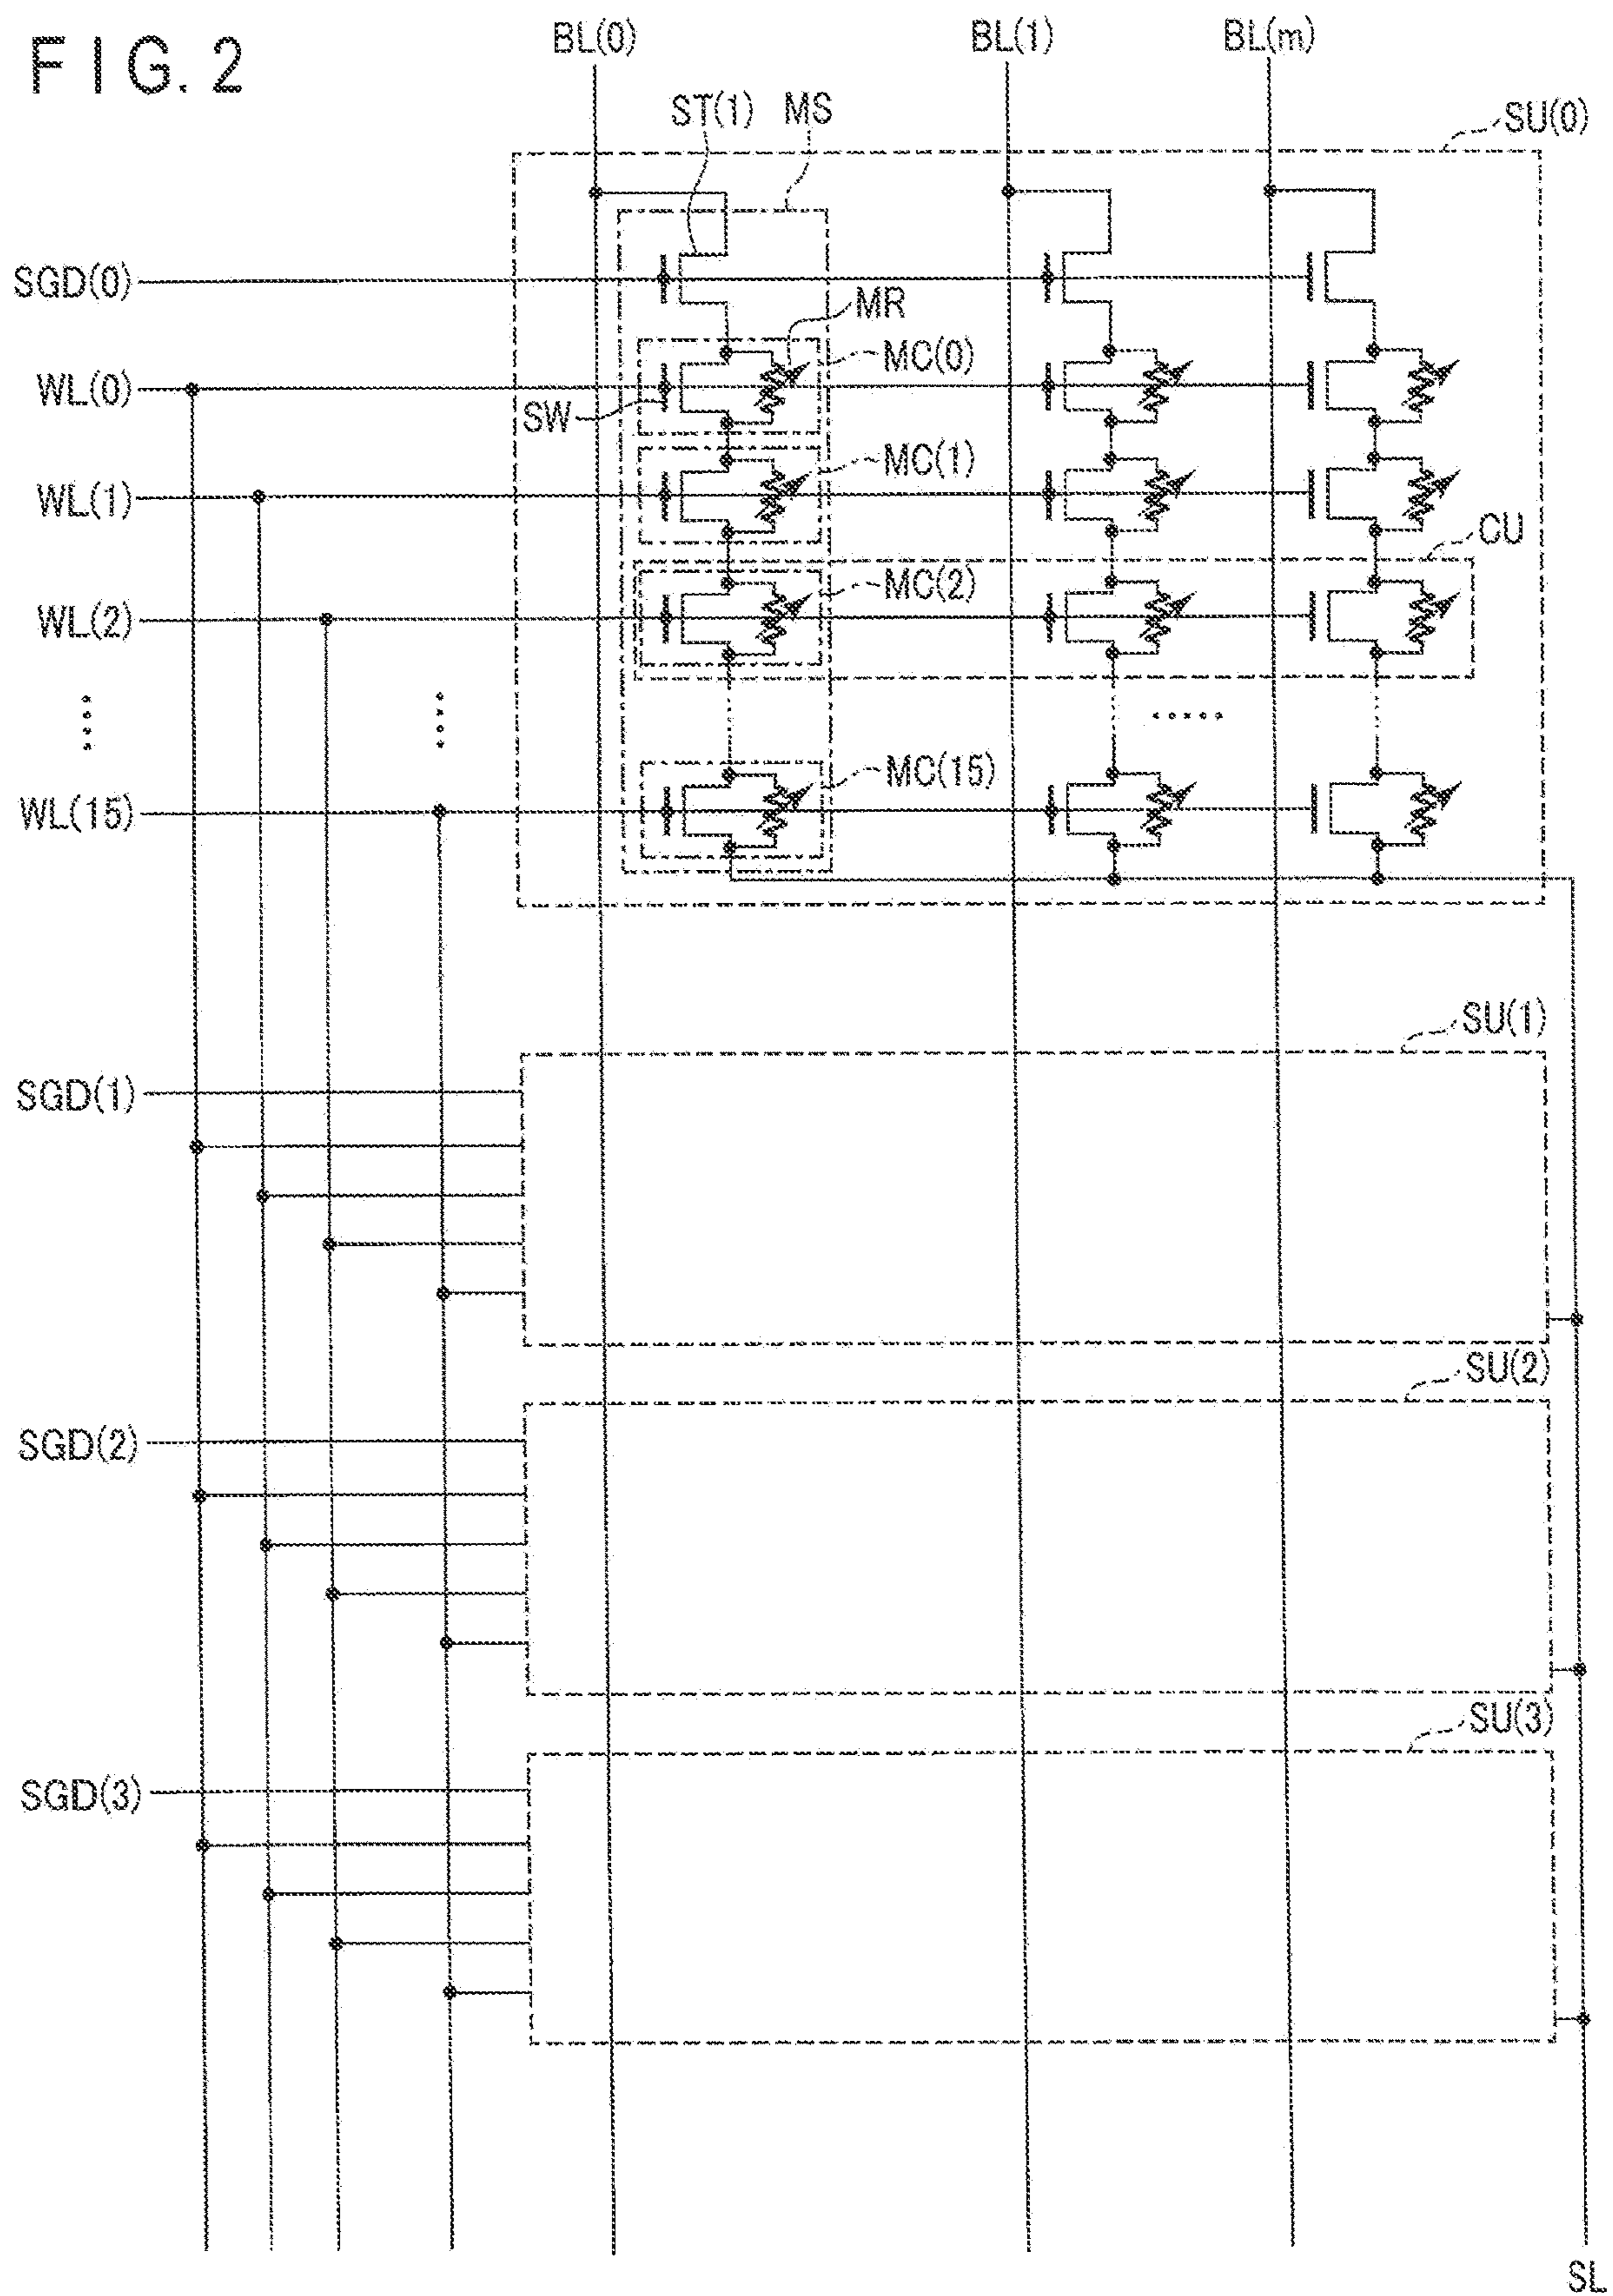 FIG. 2
BL(0)
BL(1)
BL(m)
ST(1)
MS
SU(0)
SGD(0)
MR
MC(0)
WL(0)
SW
MC(1)
WL(1)
CU
MC(2)
WL(2)
MC(15)
WL(15)
SU(1)
SGD(1)
SU(2)
SGD(2)
SU(3)
SGD(3)
SL